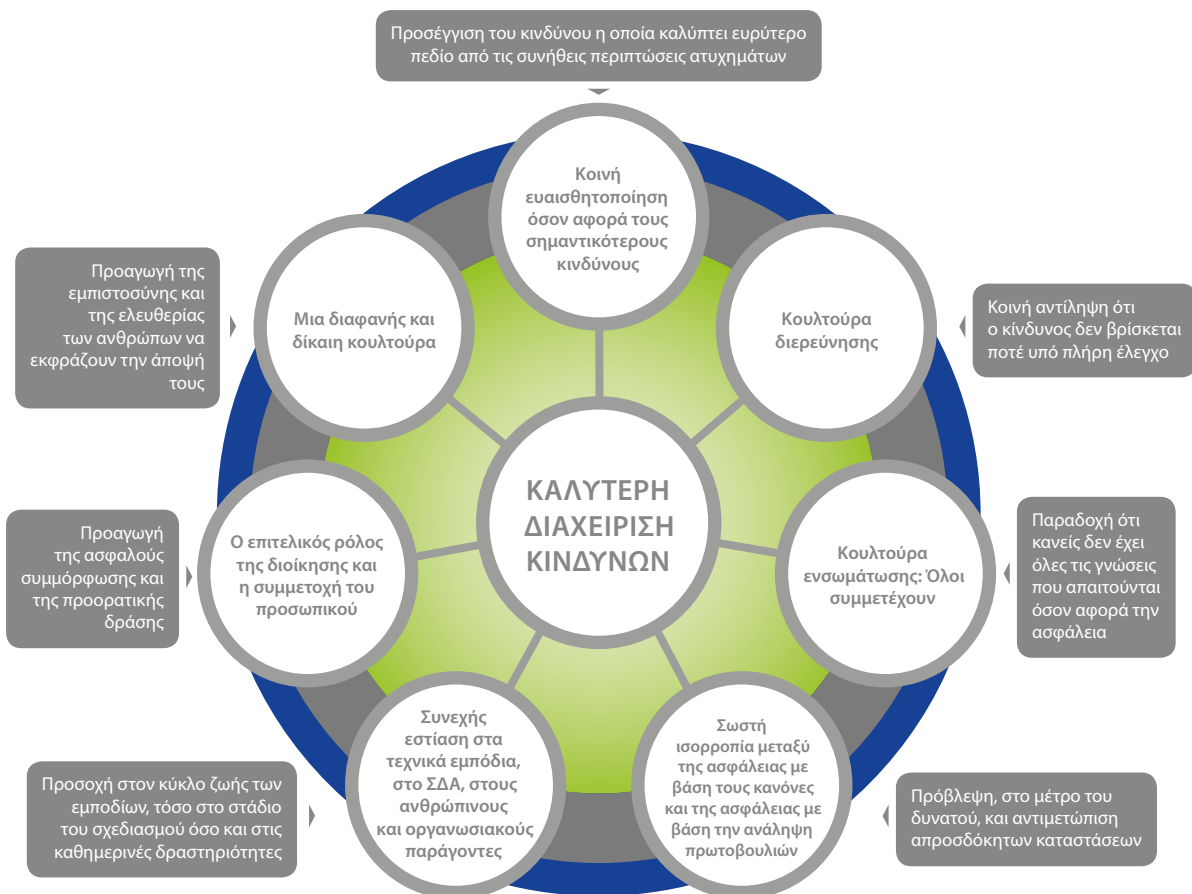 Προσέγγιση του κινδύνου η οποία καλύπτει ευρύτερο
πεδίο από τις συνήθεις περιπτώσεις ατυχημάτων
Κοινή
ευαισθητοποίηση
όσον αφορά τους
σημαντικότερους
κινδύνους
Κουλτούρα
διερεύνησης
Κοινή αντίληψη ότι
ο κίνδυνος δεν βρίσκεται
ποτέ υπό πλήρη έλεγχο
Κουλτούρα
ενσωμάτωσης: Όλοι
συμμετέχουν
Παραδοχή ότι
κανείς δεν έχει
όλες τις γνώσεις
που απαιτούνται
όσον αφορά την
ασφάλεια
Σωστή
ισορροπία μεταξύ
της ασφάλειας με
βάση τους κανόνες
και της ασφάλειας με
βάση την ανάληψη
πρωτοβουλιών
Πρόβλεψη, στο μέτρο του
δυνατού, και αντιμετώπιση
απροσδόκητων καταστάσεων
Συνεχής
εστίαση στα
τεχνικά εμπόδια,
στο ΣΔΑ, στους
ανθρώπινους
και οργανωσιακούς
παράγοντες
Προσοχή στον κύκλο ζωής των
εμποδίων, τόσο στο στάδιο
του σχεδιασμού όσο και στις
καθημερινές δραστηριότητες
Ο επιτελικός ρόλος
της διοίκησης και
η συμμετοχή του
προσωπικού
Προαγωγή
της ασφαλούς
συμμόρφωσης και
της προορατικής
δράσης
Μια διαφανής και
δίκαιη κουλτούρα
Προαγωγή της
εμπιστοσύνης και
της ελευθερίας
των ανθρώπων να
εκφράζουν την άποψή
τους
ΚΑΛΥΤΕΡΗ
ΔΙΑΧΕΙΡΙΣΗ
ΚΙΝΔΥΝΩΝ